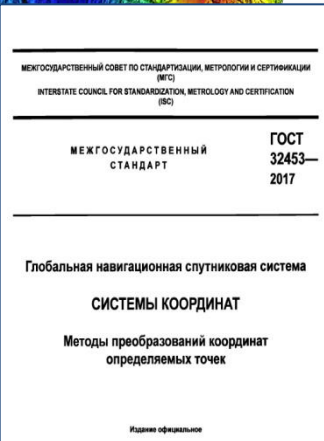 МЕЖГОСУДАРСТВЕННЫЙ СОВЕТ ПО СТАНДАРТИЗАЦИИ, МЕТРОЛОГИИ И СЕРТИФИКАЦИИ
(МГС)
INTERSTATE COUNCIL FOR STANDARDIZATION, METROLOGY AND CERTIFICATION
(ISC)
МЕЖГОСУДАРСТВЕННЫЙ
СТАНДАРТ
ГОСТ
32453—
2017
Глобальная навигационная спутниковая система
СИСТЕМЫ КООРДИНАТ
Методы преобразований координат
определяемых точек
Издание официальное